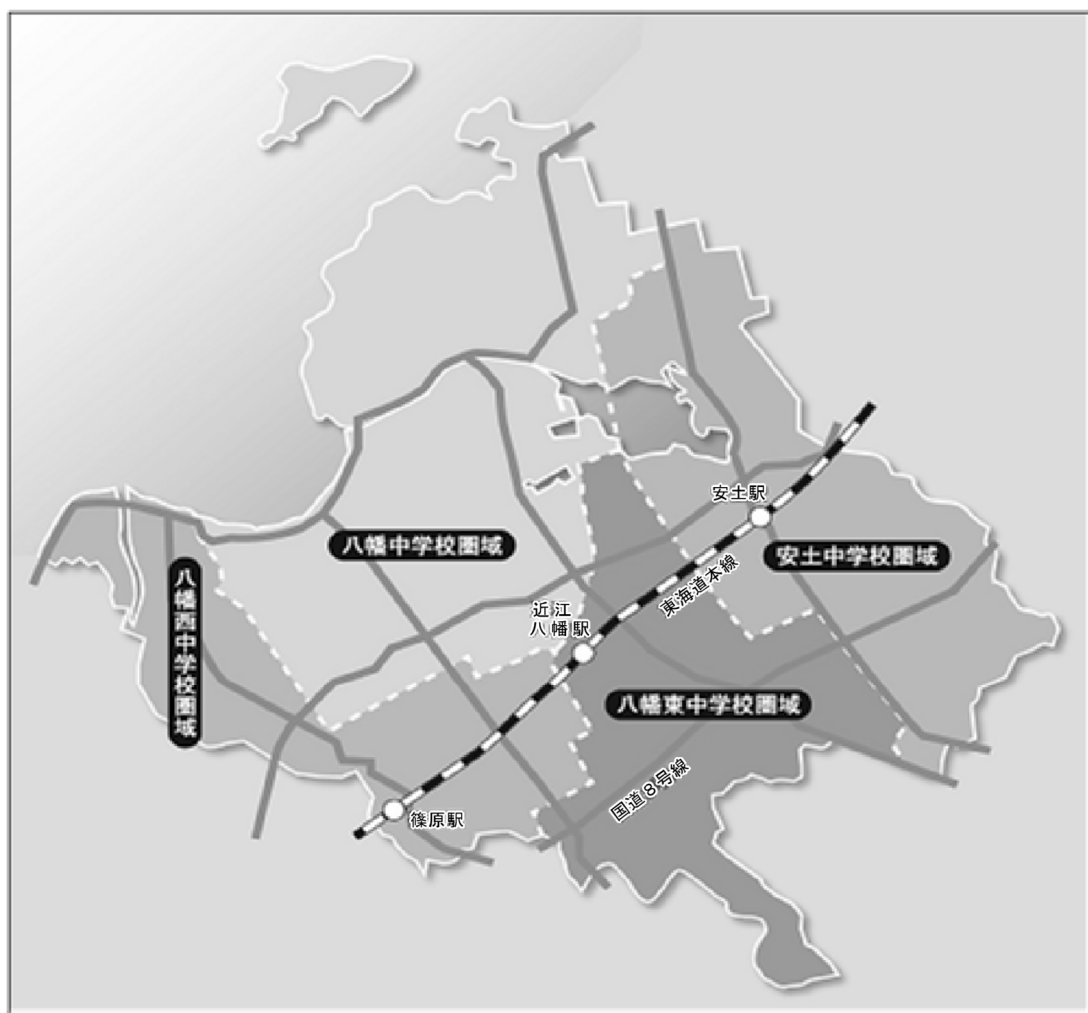 安土駅
八幡中学校圏域
安土中学校圏域
八幡西中学校圏域
東海道本線
近江
八幡駅
八幡東中学校圏域
国道8号線
篠原駅